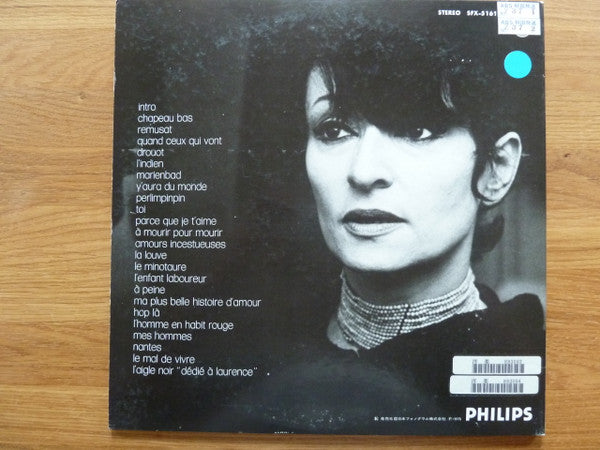 STEREO SFX-5161
intro
chapeau bas
remusat
quand ceux qui vont
drouot
l'indien
marienbad
y'aura du monde
perlimpinpin
toi
parce que je t'aime
à mourir pour mourir
amours incestueuses
la louve
le minotaure
l'enfant laboureur
à peine
ma plus belle histoire d'amour
hop là
l'homme en habit rouge
mes hommes
nantes
le mal de vivre
l'aigle noir "dédié à laurence"
PHILIPS